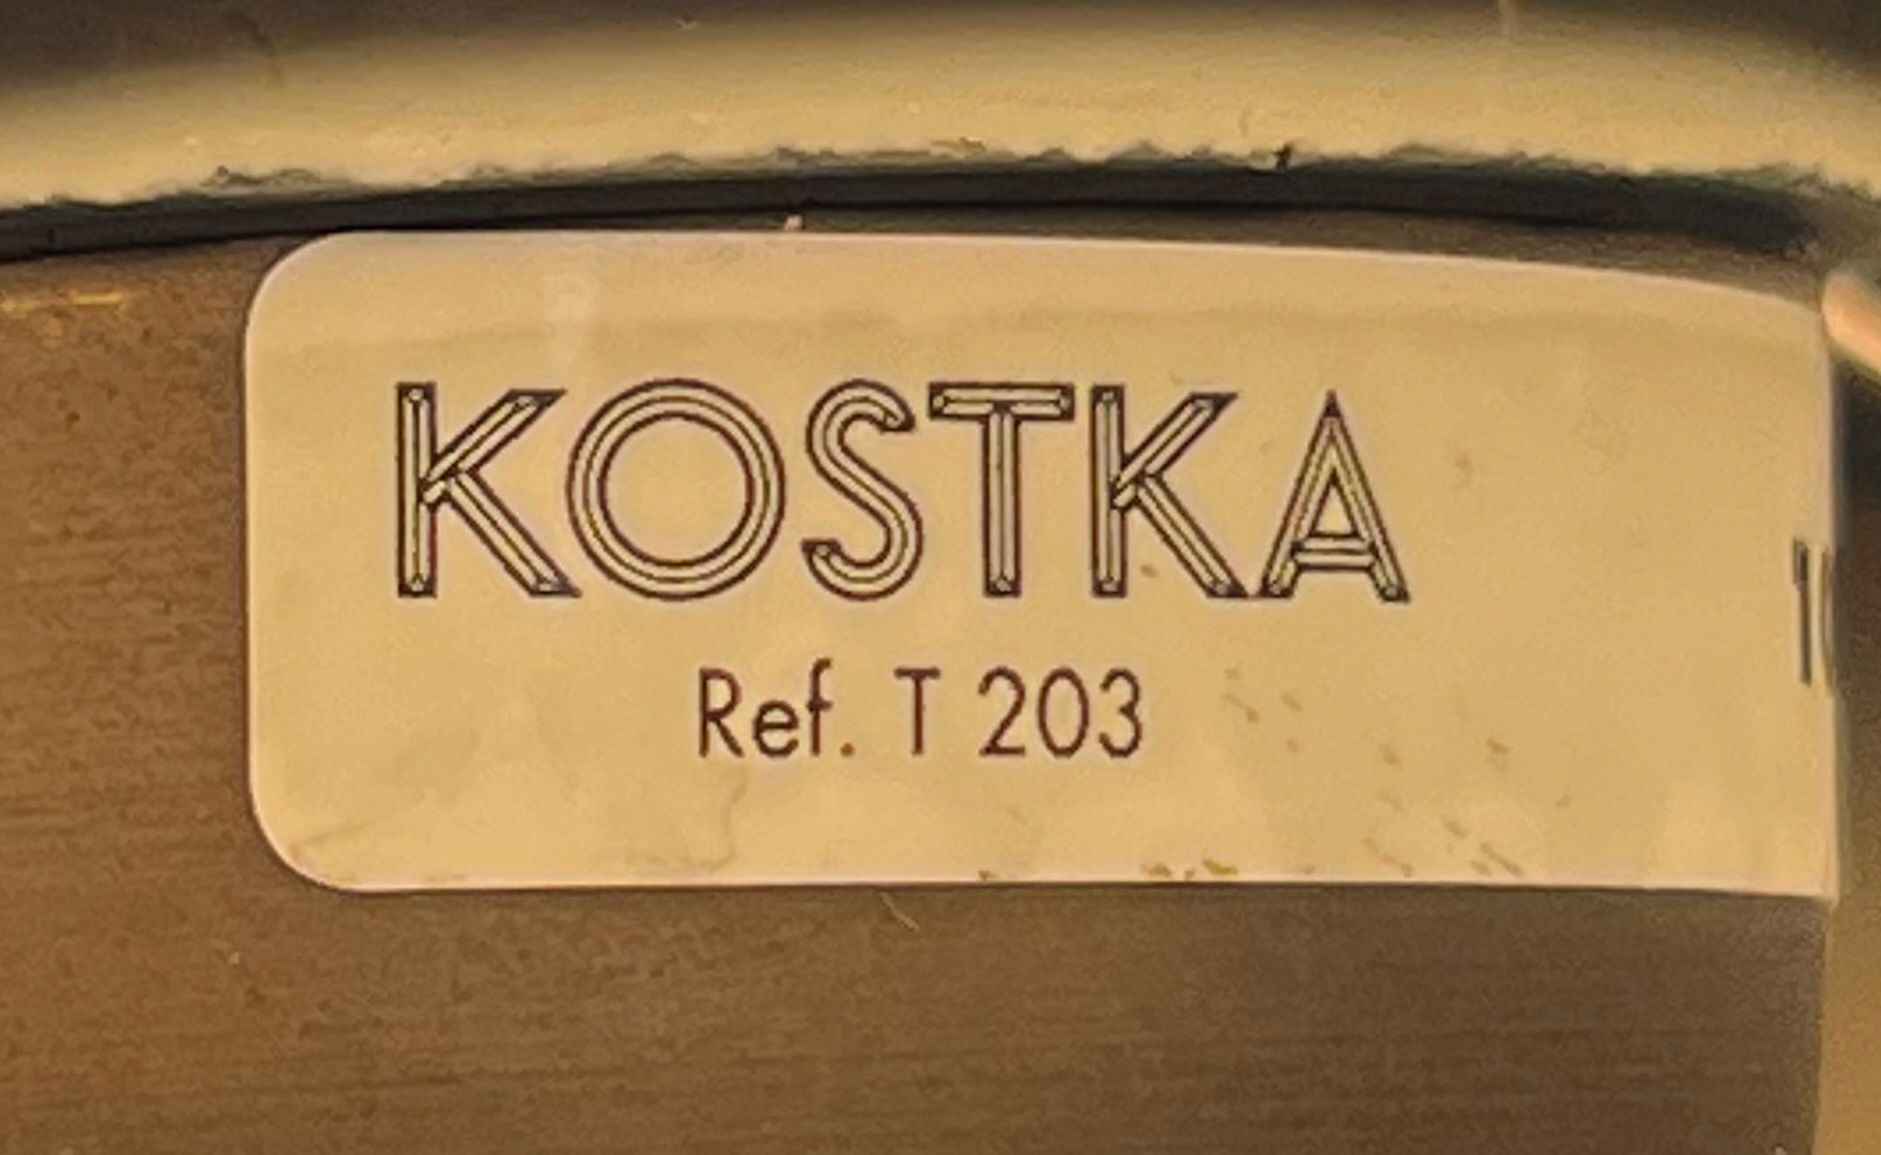 KOSTKA
Ref. T 203